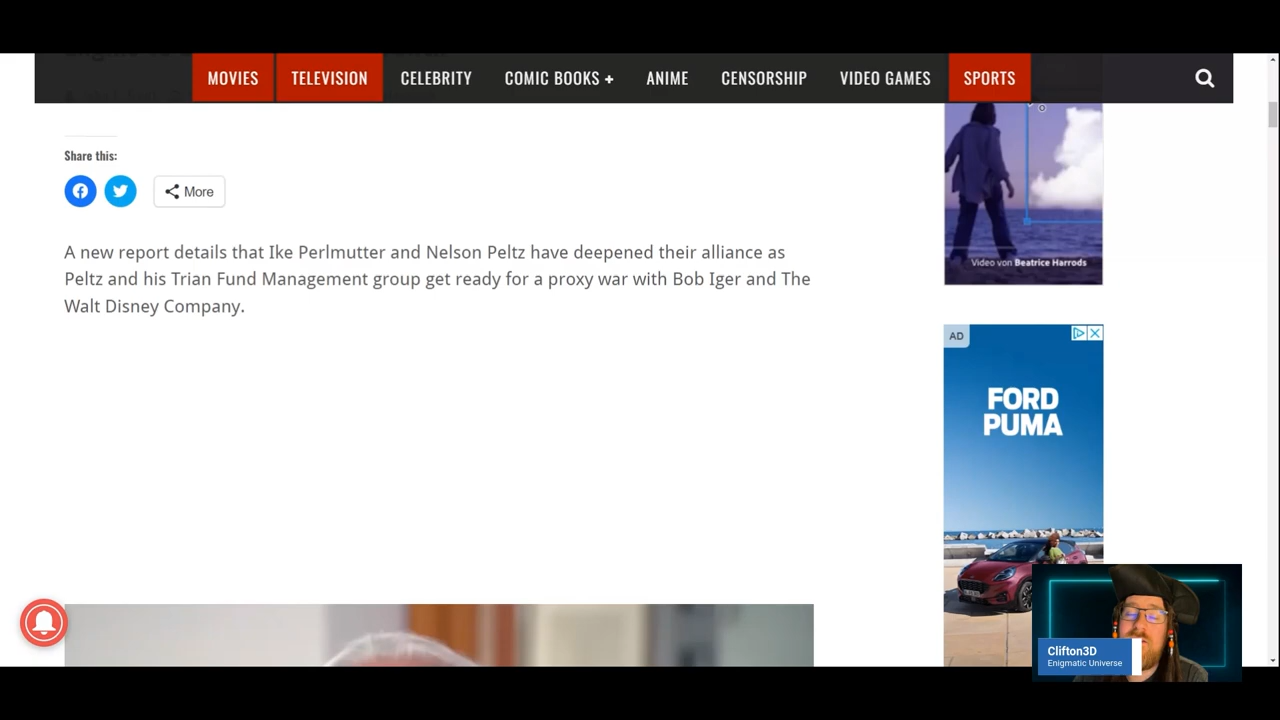 MOVIES TELEVISION CELEBRITY COMIC BOOKS + ANIME CENSORSHIP VIDEO GAMES SPORTS
Share this:
More
A new report details that Ike Perlmutter and Nelson Peltz have deepened their alliance as
Peltz and his Trian Fund Management group get ready for a proxy war with Bob Iger and The
Walt Disney Company.
Video von Beatrice Harrods
AD
FORD
PUMA
Clifton3D
Enigmatic Universe